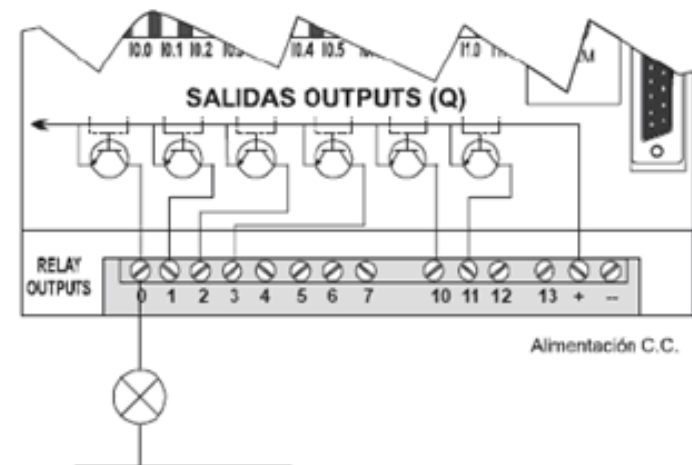 I0.0 I0.1 I0.2 I0.4 I0.5 I1.0
SALIDAS OUTPUTS (Q)
RELAY
OUTPUTS
0 1 2 3 4 5 6 7 10 11 12 13 + --
Alimentación C.C.